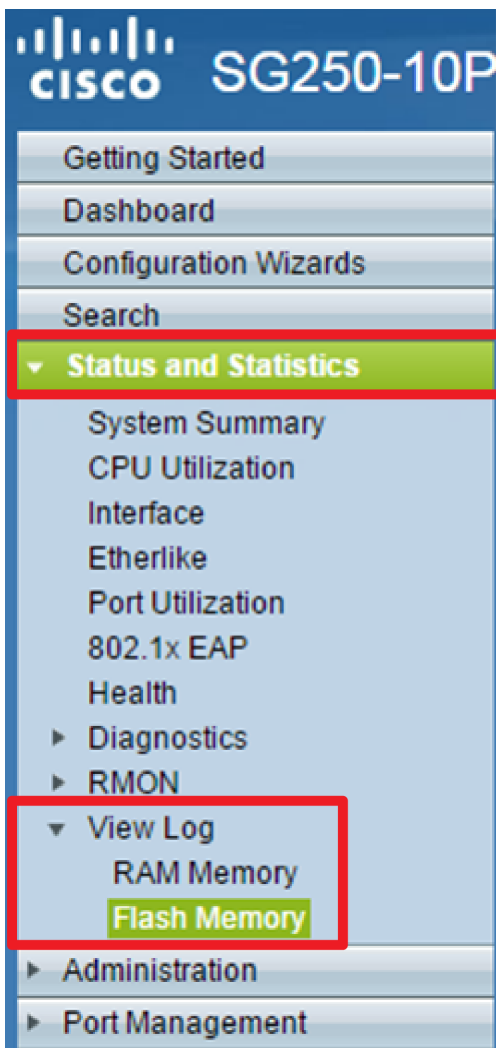 CISCO SG250-10P
Getting Started
Dashboard
Configuration Wizards
Search
Status and Statistics
System Summary
CPU Utilization
Interface
Etherlike
Port Utilization
802.1x EAP
Health
Diagnostics
RMON
View Log
RAM Memory
Flash Memory
Administration
Port Management